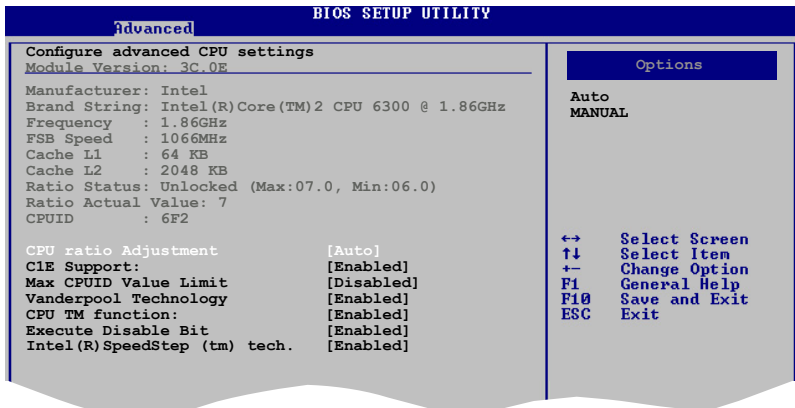 BIOS SETUP UTILITY
Advanced
Configure advanced CPU settings
Module Version: 3C.0E
Manufacturer: Intel
Brand String: Intel(R)Core(TM)2 CPU 6300 @ 1.86GHz
Frequency : 1.86GHz
FSB Speed : 1066MHz
Cache L1 : 64 KB
Cache L2 : 2048 KB
Ratio Status: Unlocked (Max:07.0, Min:06.0)
Ratio Actual Value: 7
CPUID : 6F2
CPU ratio Adjustment [Auto]
C1E Support: [Enabled]
Max CPUID Value Limit [Disabled]
Vanderpool Technology [Enabled]
CPU TM function: [Enabled]
Execute Disable Bit [Enabled]
Intel(R)SpeedStep (tm) tech. [Enabled]
Options
Auto
MANUAL
←→ Select Screen
↑↓ Select Item
+- Change Option
F1 General Help
F10 Save and Exit
ESC Exit